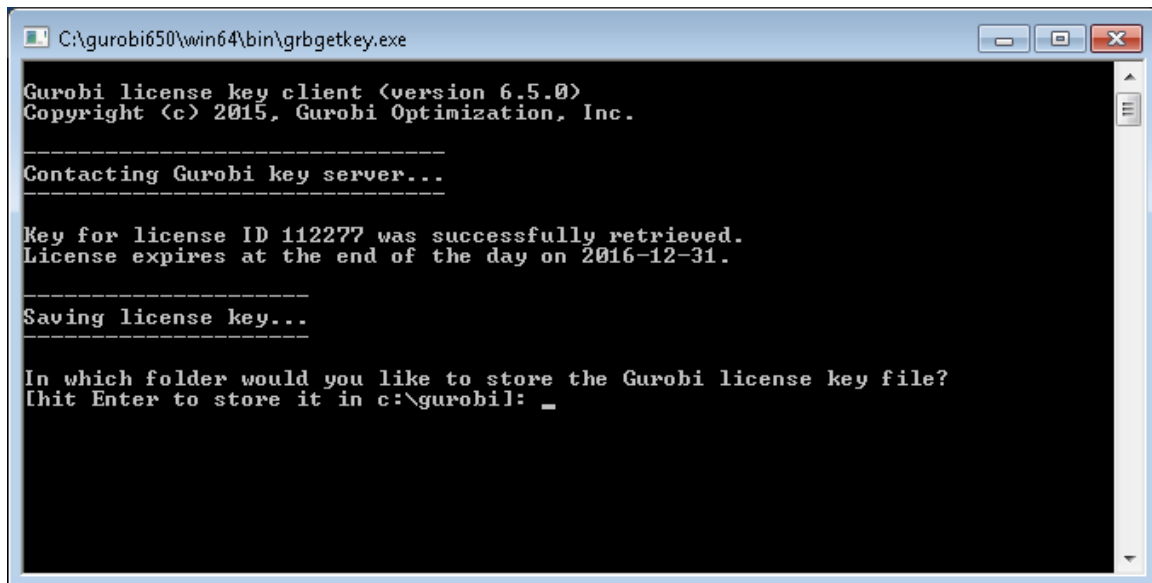 C:\gurobi650\win64\bin\grbgetkey.exe
Gurobi license key client (version 6.5.0)
Copyright (c) 2015, Gurobi Optimization, Inc.
-------------------------------
Contacting Gurobi key server...
-------------------------------
Key for license ID 112277 was successfully retrieved.
License expires at the end of the day on 2016-12-31.
---------------------
Saving license key...
---------------------
In which folder would you like to store the Gurobi license key file?
[hit Enter to store it in c:\gurobi]: _